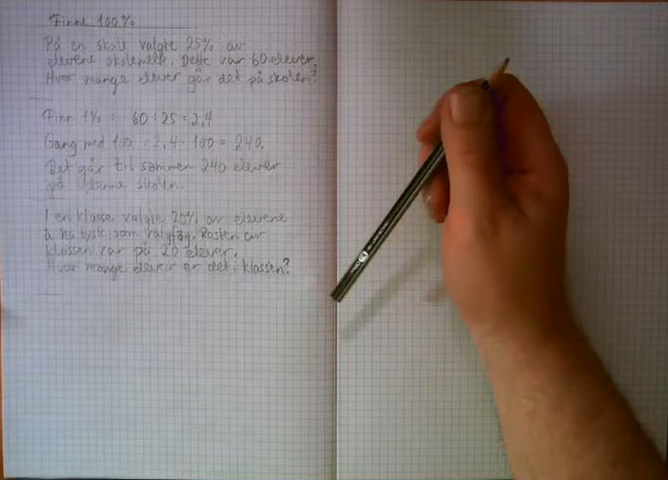 Finne 100%
På en skole valgte 25% av
elevene skolemelk. Dette var 60 elever.
Hvor mange elever går det på skolen?
Finn 1% : 60 : 25 = 2,4
Gang med 100 : 2,4 · 100 = 240.
Det går til sammen 240 elever
på denne skolen.
I en klasse valgte 20% av elevene
å ha tysk som valgfag. Resten av
klassen var på 20 elever.
Hvor mange elever er det i klassen?